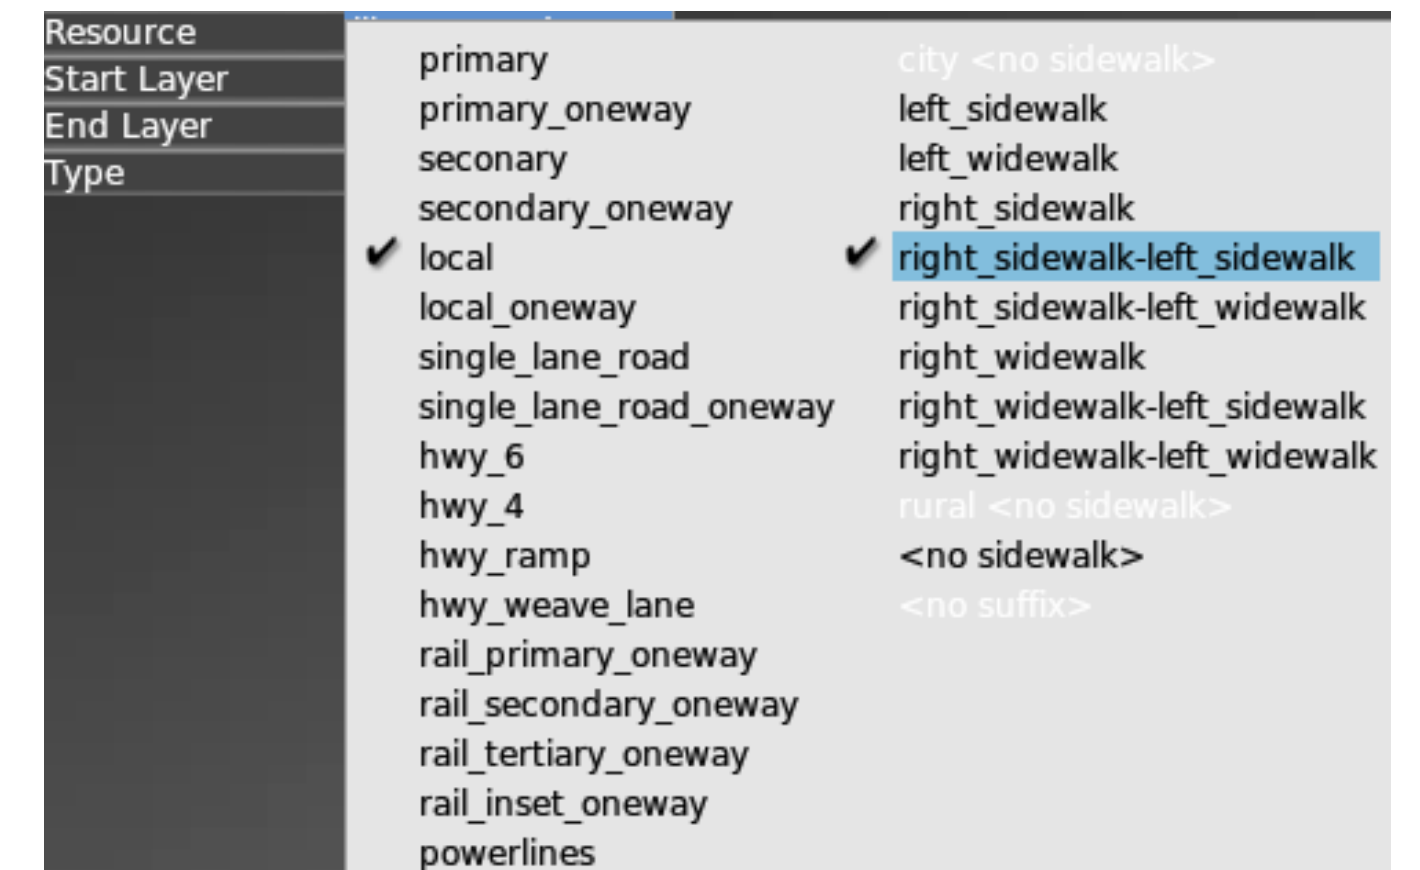 Resource
Start Layer
End Layer
Type
primary
primary_oneway
seconary
secondary_oneway
✔ local
local_oneway
single_lane_road
single_lane_road_oneway
hwy_6
hwy_4
hwy_ramp
hwy_weave_lane
rail_primary_oneway
rail_secondary_oneway
rail_tertiary_oneway
rail_inset_oneway
powerlines
city <no sidewalk>
left_sidewalk
left_widewalk
right_sidewalk
✔ right_sidewalk-left_sidewalk
right_sidewalk-left_widewalk
right_widewalk
right_widewalk-left_sidewalk
right_widewalk-left_widewalk
rural <no sidewalk>
<no sidewalk>
<no suffix>